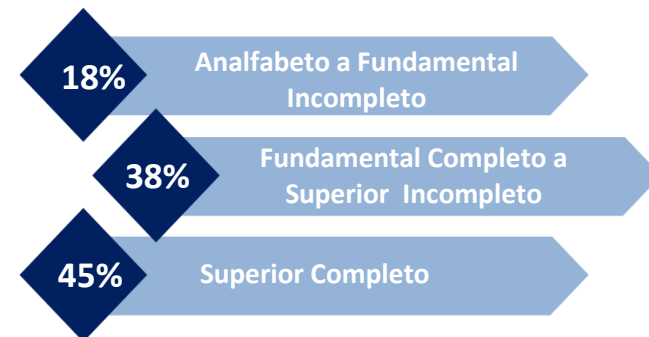 18%
Analfabeto a Fundamental
Incompleto
38%
Fundamental Completo a
Superior Incompleto
45%
Superior Completo